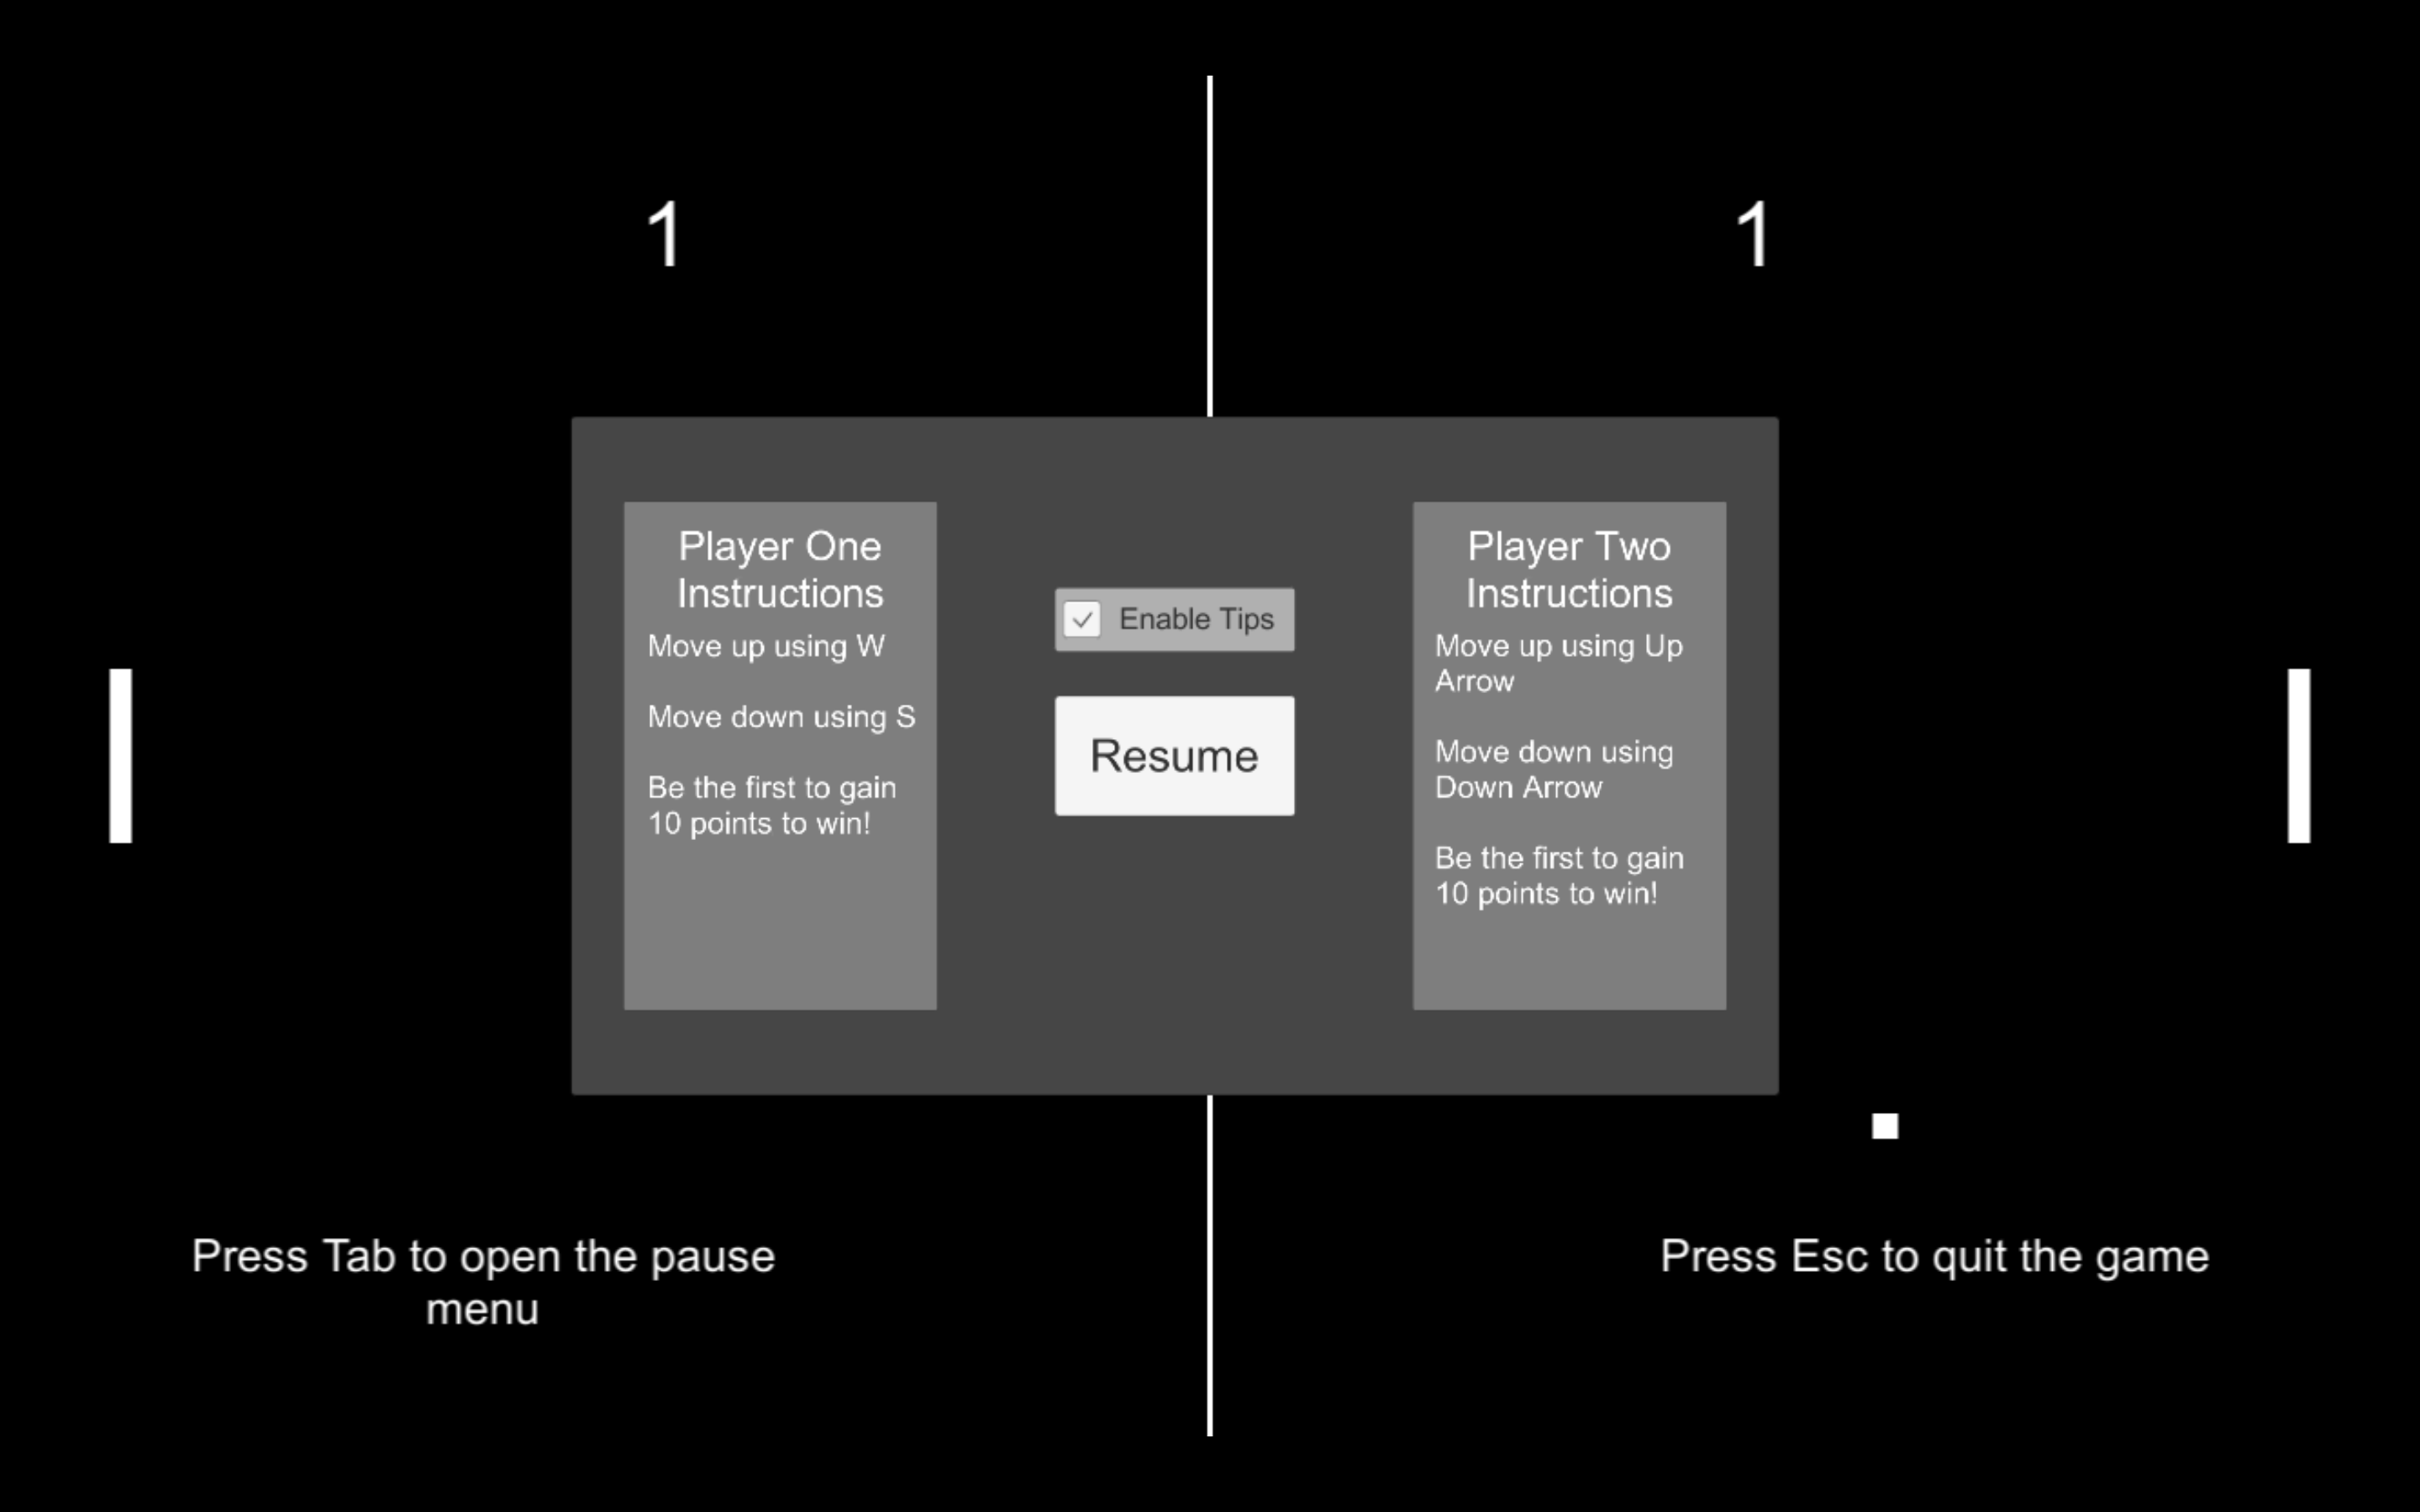 1
1
Player One
Instructions
Move up using W
Move down using S
Be the first to gain
10 points to win!
Enable Tips
Resume
Player Two
Instructions
Move up using Up
Arrow
Move down using
Down Arrow
Be the first to gain
10 points to win!
Press Tab to open the pause
menu
Press Esc to quit the game